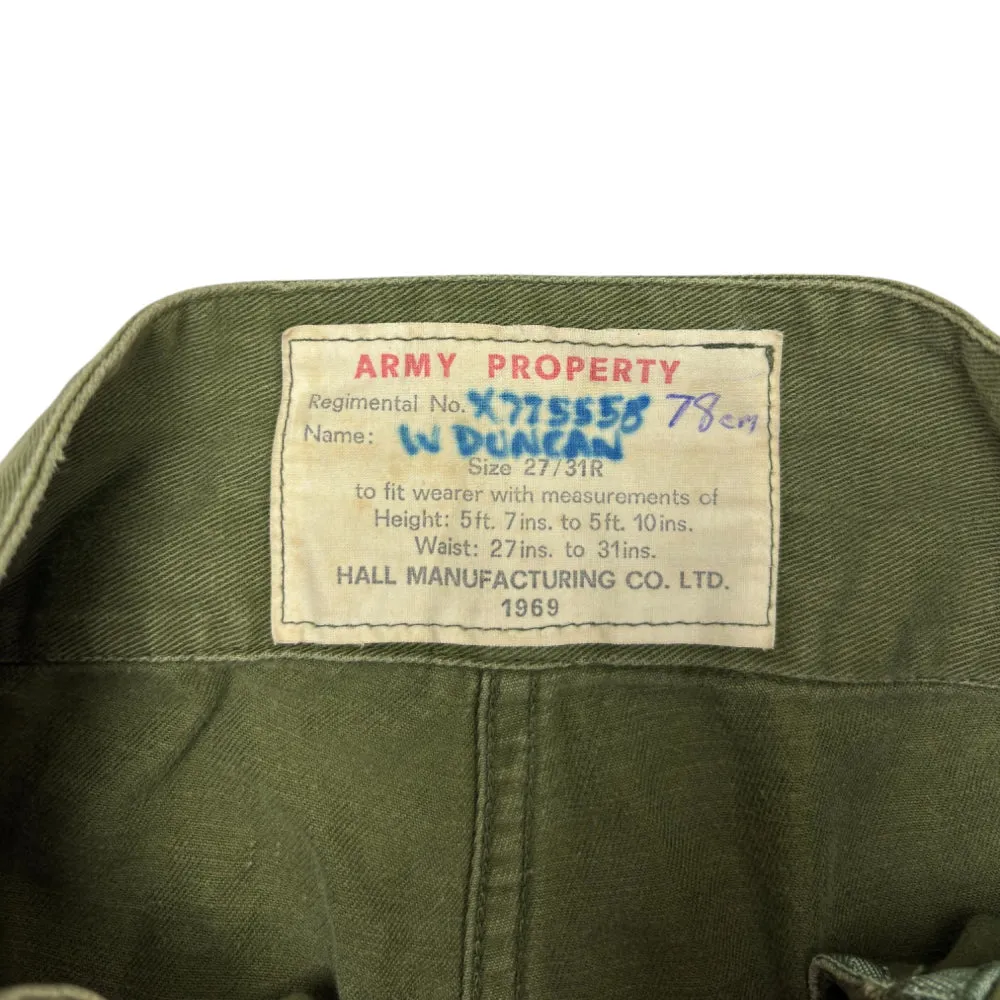 ARMY PROPERTY
Regimental No. X775558 78cm
Name: W DUNCAN
Size 27/31R
to fit wearer with measurements of
Height: 5ft. 7ins. to 5ft. 10ins.
Waist: 27ins. to 31ins.
HALL MANUFACTURING CO. LTD.
1969